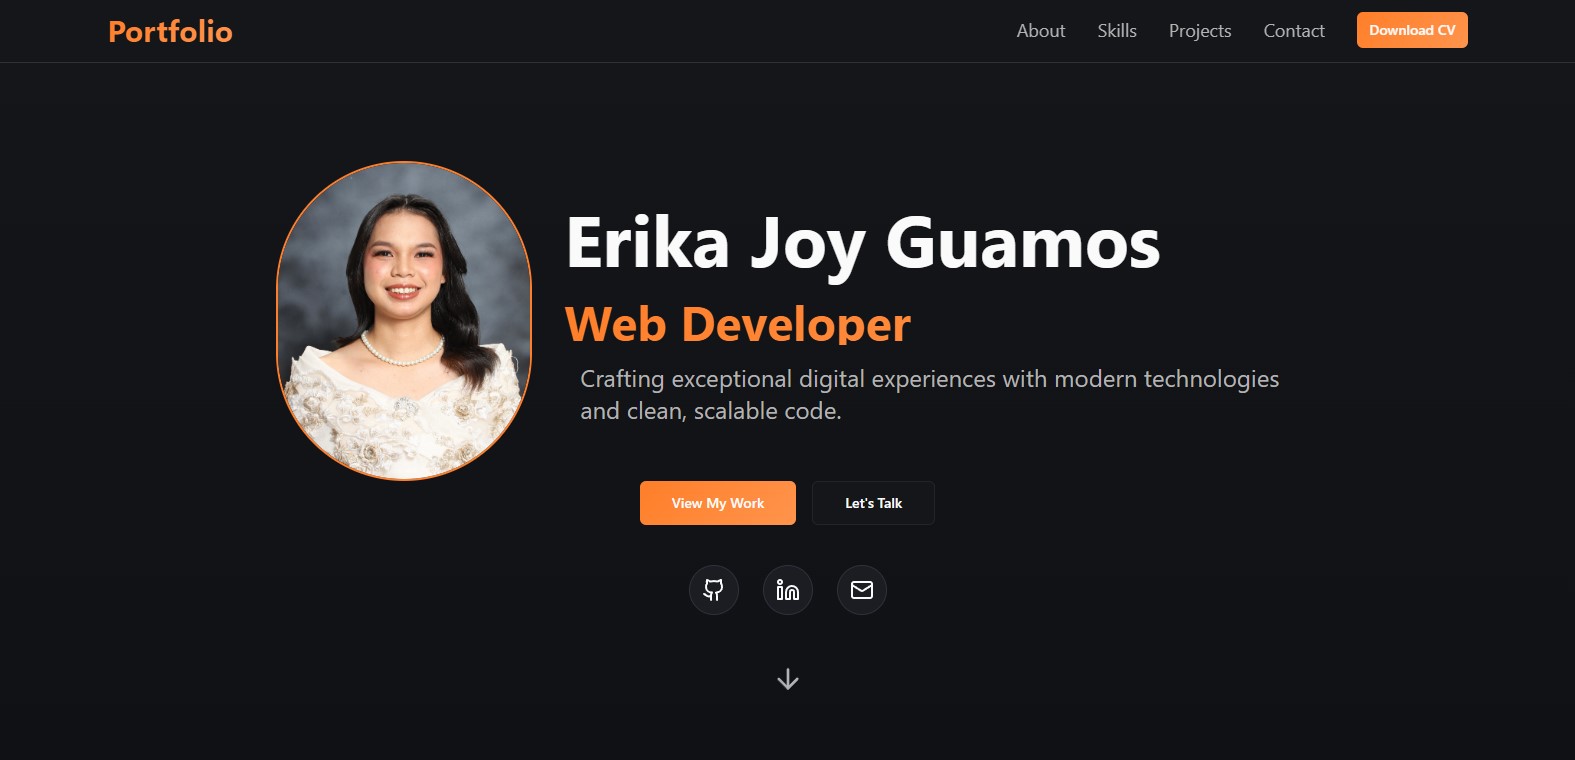 Portfolio
About
Skills
Projects
Contact
Download CV
Erika Joy Guamos
Web Developer
Crafting exceptional digital experiences with modern technologies
and clean, scalable code.
View My Work
Let's Talk
in